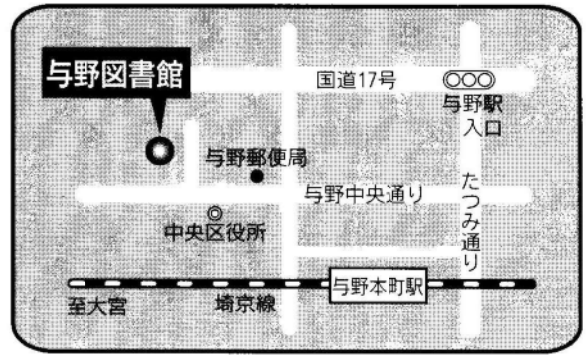 与野図書館
国道17号
与野駅
入口
与野郵便局
与野中央通り
たつみ通り
中央区役所
与野本町駅
至大宮
埼京線